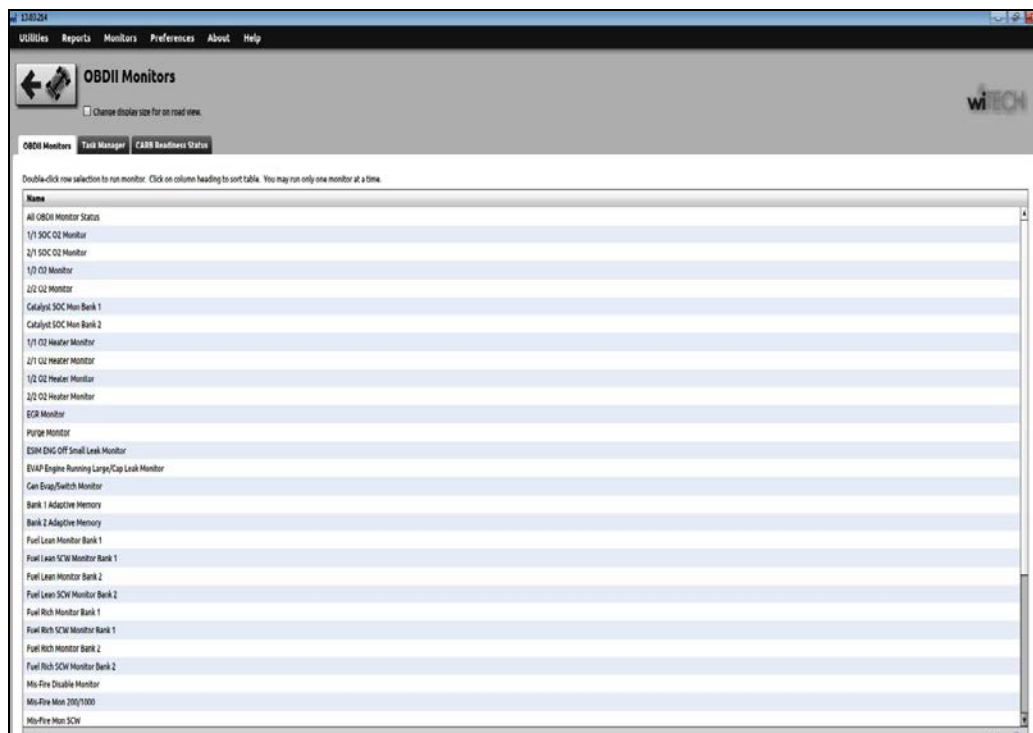 13.03.214
Utilities Reports Monitors Preferences About Help
OBDII Monitors
Change display size for on road view.
wiTECH
OBDII Monitors Task Manager CARB Readiness Status
Double-click row selection to run monitor. Click on column heading to sort table. You may run only one monitor at a time.
Name
All OBDII Monitor Status
1/1 SOC O2 Monitor
2/1 SOC O2 Monitor
1/2 O2 Monitor
2/2 O2 Monitor
Catalyst SOC Mon Bank 1
Catalyst SOC Mon Bank 2
1/1 O2 Heater Monitor
2/1 O2 Heater Monitor
1/2 O2 Heater Monitor
2/2 O2 Heater Monitor
EGR Monitor
Purge Monitor
ESIM ENG Off Small Leak Monitor
EVAP Engine Running Large/Cap Leak Monitor
Gen Evap/Switch Monitor
Bank 1 Adaptive Memory
Bank 2 Adaptive Memory
Fuel Lean Monitor Bank 1
Fuel Lean SCW Monitor Bank 1
Fuel Lean Monitor Bank 2
Fuel Lean SCW Monitor Bank 2
Fuel Rich Monitor Bank 1
Fuel Rich SCW Monitor Bank 1
Fuel Rich Monitor Bank 2
Fuel Rich SCW Monitor Bank 2
Mis-Fire Disable Monitor
Mis-Fire Mon 200/1000
Mis-Fire Mon SCW